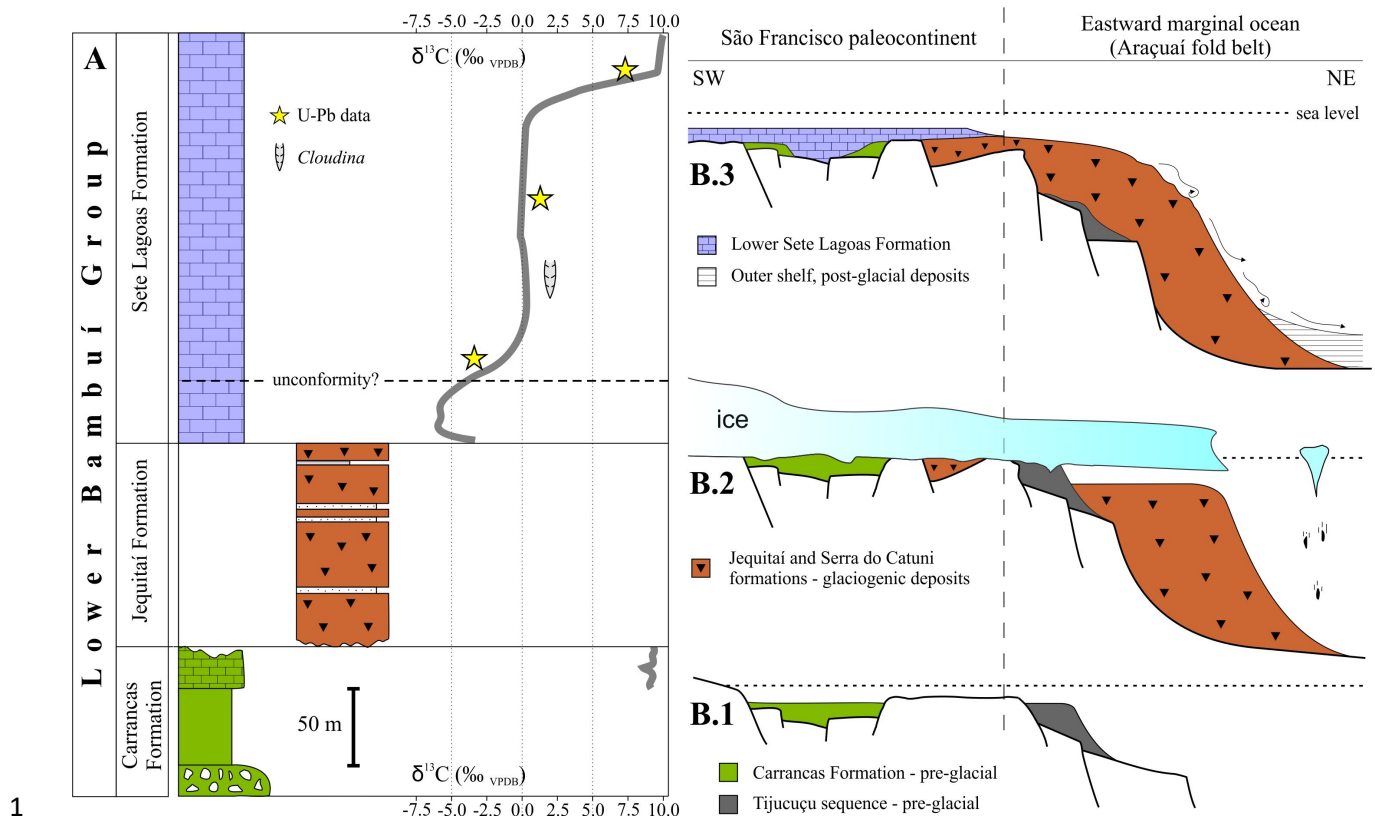 -7.5 -5.0 -2.5 0.0 2.5 5.0 7.5 10.0
A
δ¹³C (‰ VPDB)
U-Pb data
Cloudina
unconformity?
Lower Bambuí Group
Sete Lagoas Formation
Jequitaí Formation
Carrancas
Formation
50 m
δ¹³C (‰ VPDB)
-7.5 -5.0 -2.5 0.0 2.5 5.0 7.5 10.0
São Francisco paleocontinent
Eastward marginal ocean
(Araçuaí fold belt)
SW
NE
sea level
B.3
Lower Sete Lagoas Formation
Outer shelf, post-glacial deposits
ice
B.2
Jequitaí and Serra do Catuni
formations - glaciogenic deposits
B.1
Carrancas Formation - pre-glacial
Tijucuçu sequence - pre-glacial
1